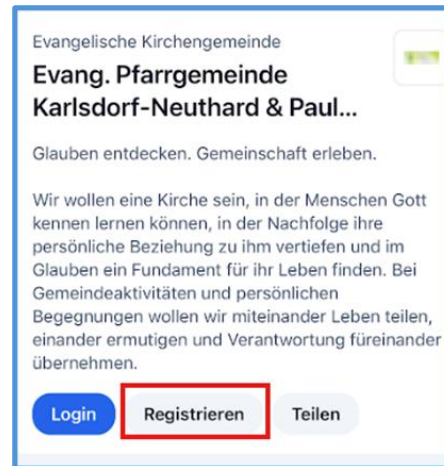 Evangelische Kirchengemeinde
Evang. Pfarrgemeinde
Karlsdorf-Neuthard & Paul...
Glauben entdecken. Gemeinschaft erleben.
Wir wollen eine Kirche sein, in der Menschen Gott
kennen lernen können, in der Nachfolge ihre
persönliche Beziehung zu ihm vertiefen und im
Glauben ein Fundament für ihr Leben finden. Bei
Gemeindeaktivitäten und persönlichen
Begegnungen wollen wir miteinander Leben teilen,
einander ermutigen und Verantwortung füreinander
übernehmen.
Login Registrieren Teilen